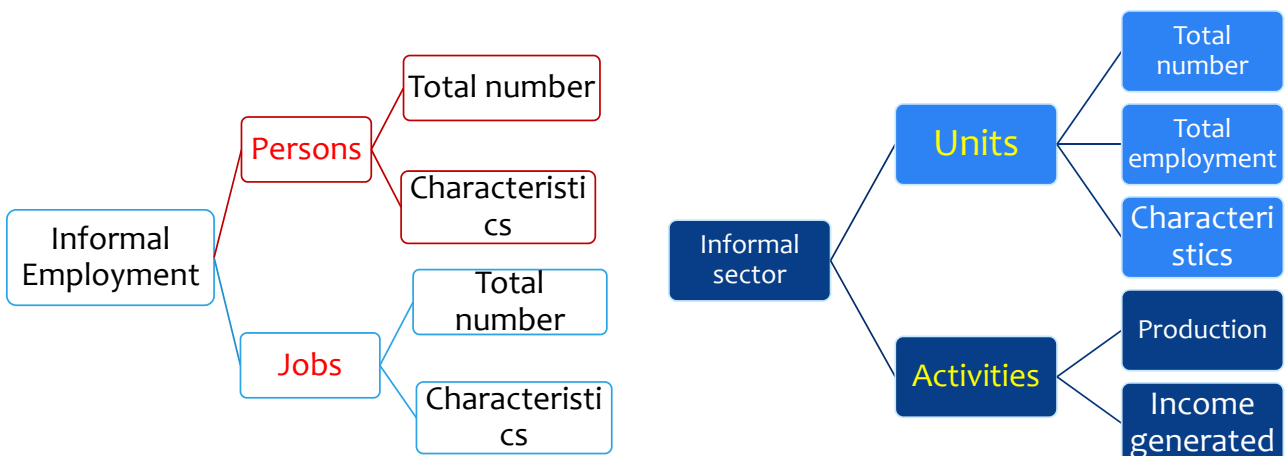 Informal
Employment
Persons
Total number
Characteristi
cs
Jobs
Total
number
Characteristi
cs
Informal
sector
Units
Total
number
Total
employment
Characteri
stics
Activities
Production
Income
generated